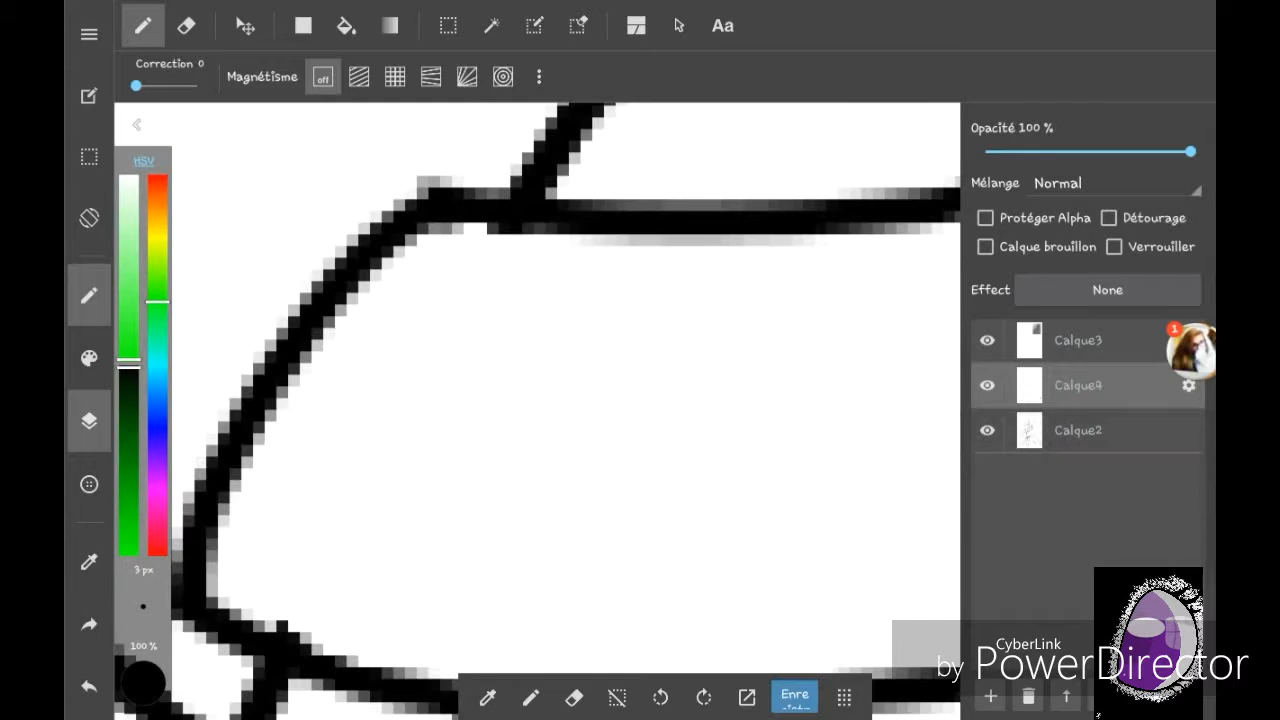 Aa
Correction 0
Magnétisme
off
HSV
3 px
100 %
Opacité 100 %
Mélange Normal
Protéger Alpha Détourage
Calque brouillon Verrouiller
Effect None
1
Calque3
Calque4
Calque2
Enre
CyberLink
by PowerDirector